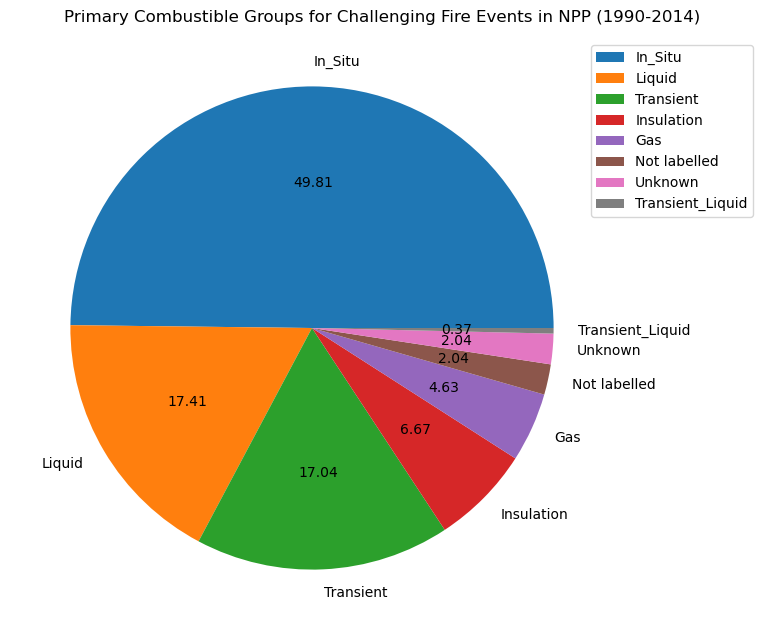 Primary Combustible Groups for Challenging Fire Events in NPP (1990-2014)
In_Situ
Liquid
Transient
Insulation
Gas
Not labelled
Unknown
Transient_Liquid
In_Situ
49.81
0.37
Transient_Liquid
2.04
Unknown
2.04
Not labelled
4.63
Gas
17.41
6.67
Liquid
17.04
Insulation
Transient